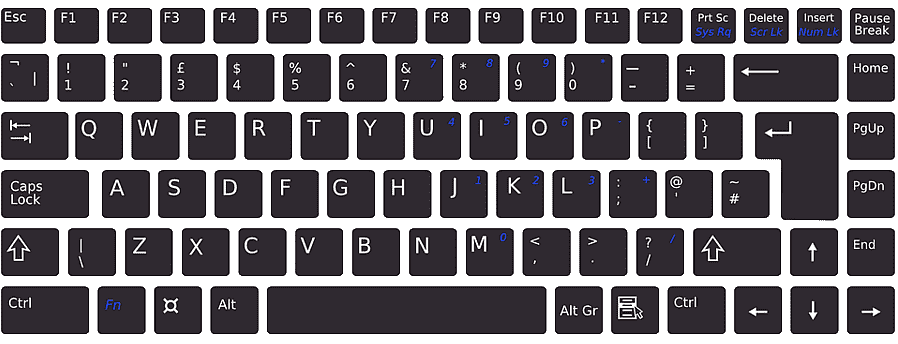 Esc F1 F2 F3 F4 F5 F6 F7 F8 F9 F10 F11 F12 Prt Sc Delete Insert Pause
Sys Rq Scr Lk Num Lk Break
¬ ! " £ $ % ^ & 7 * 8 ( 9 ) * — + Home
` | 1 2 3 4 5 6 7 8 9 0 - =
Q W E R T Y U 4 I 5 O 6 P - { } PgUp
[ ]
Caps A S D F G H J 1 K 2 L 3 : + @ ~ PgDn
Lock ; ' #
| Z X C V B N M 0 < > ? / End
\ , . /
Ctrl Fn Alt Alt Gr Ctrl